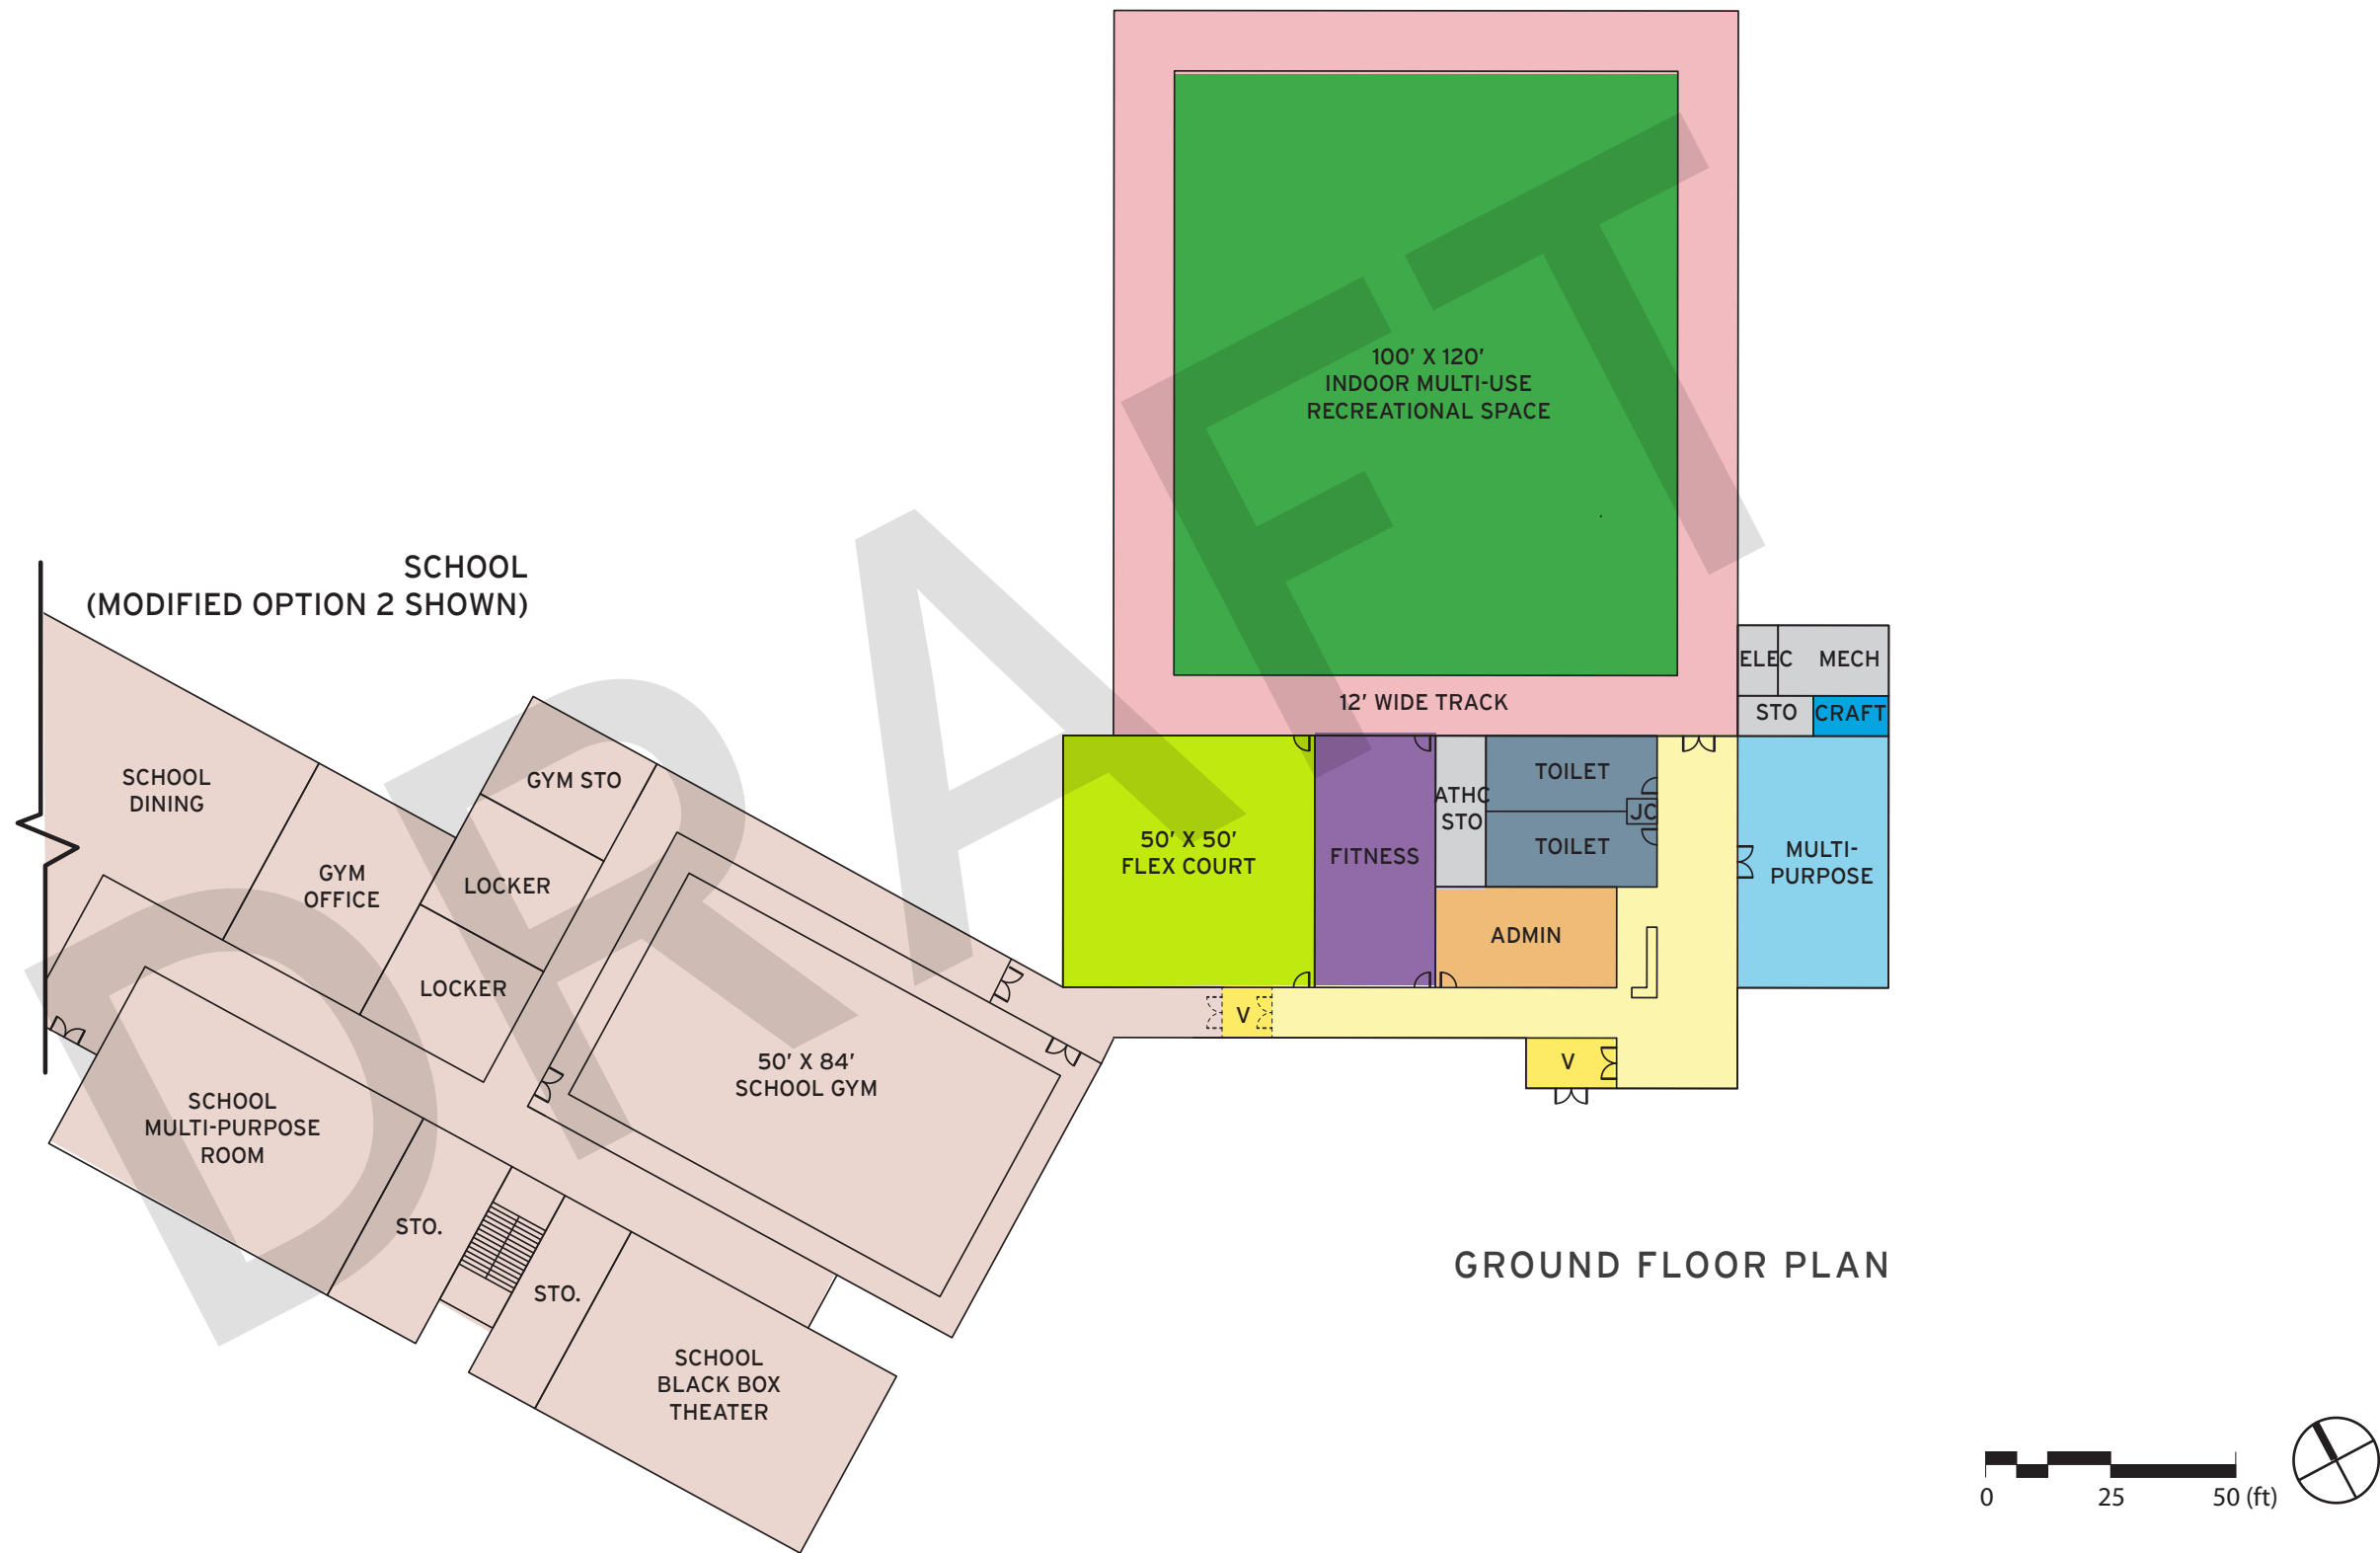 100' X 120'
INDOOR MULTI-USE
RECREATIONAL SPACE
12' WIDE TRACK
SCHOOL
(MODIFIED OPTION 2 SHOWN)
ELEC
MECH
STO
CRAFT
SCHOOL
DINING
GYM STO
GYM
OFFICE
LOCKER
LOCKER
50' X 50'
FLEX COURT
FITNESS
ATHC
STO
TOILET
JC
TOILET
MULTI-
PURPOSE
ADMIN
V
V
50' X 84'
SCHOOL GYM
SCHOOL
MULTI-PURPOSE
ROOM
STO.
STO.
SCHOOL
BLACK BOX
THEATER
GROUND FLOOR PLAN
0 25 50 (ft)
DRAFT